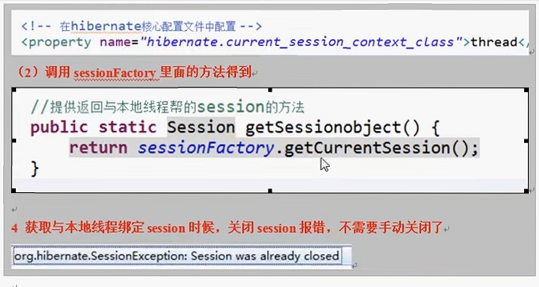 <!-- 在hibernate核心配置文件中配置 -->
<property name="hibernate.current_session_context_class">thread</
（2）调用 sessionFactory 里面的方法得到
//提供返回与本地线程帮的session的方法
public static Session getSessionobject() {
return sessionFactory.getCurrentSession();
}
4 获取与本地线程绑定 session 时候，关闭 session 报错，不需要手动关闭了
org.hibernate.SessionException: Session was already closed